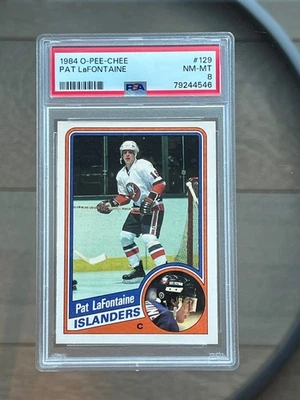 1984 O-PEE-CHEE #129
PAT LaFONTAINE NM-MT
8
PSA 79244546
Pat LaFontaine
ISLANDERS
C